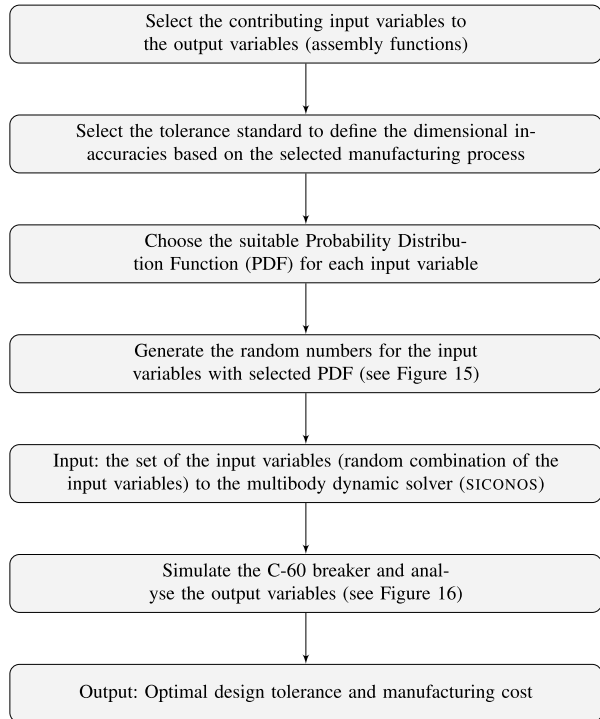 Select the contributing input variables to
the output variables (assembly functions)
Select the tolerance standard to define the dimensional in-
accuracies based on the selected manufacturing process
Choose the suitable Probability Distribu-
tion Function (PDF) for each input variable
Generate the random numbers for the input
variables with selected PDF (see Figure 15)
Input: the set of the input variables (random combination of the
input variables) to the multibody dynamic solver (SICONOS)
Simulate the C-60 breaker and anal-
yse the output variables (see Figure 16)
Output: Optimal design tolerance and manufacturing cost